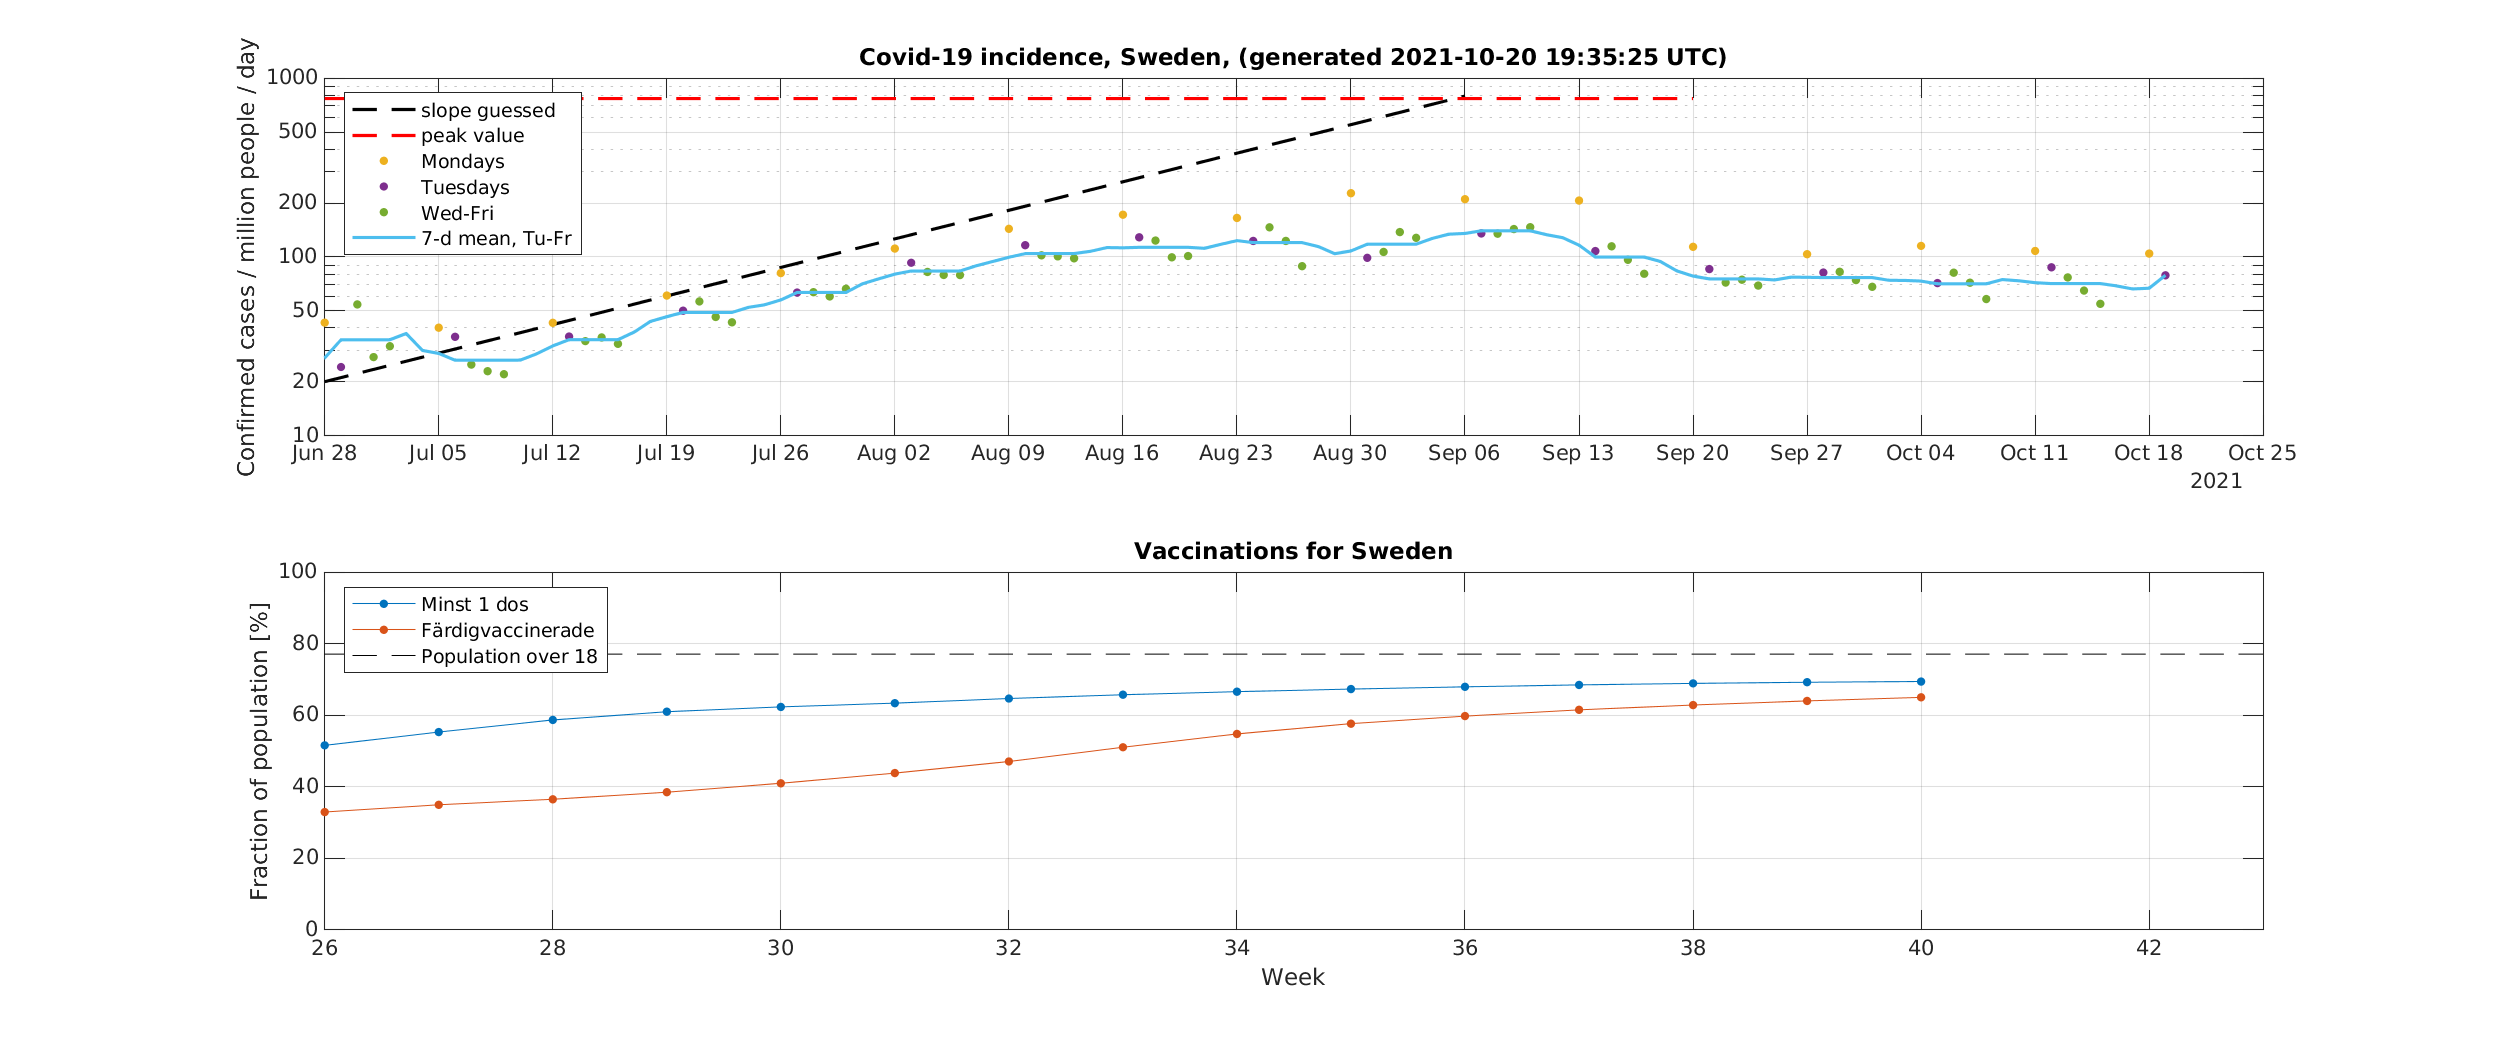 Covid-19 incidence, Sweden, (generated 2021-10-20 19:35:25 UTC)
Confirmed cases / million people / day
1000
500
200
100
50
20
10
slope guessed
peak value
Mondays
Tuesdays
Wed-Fri
7-d mean, Tu-Fr
Jun 28 Jul 05 Jul 12 Jul 19 Jul 26 Aug 02 Aug 09 Aug 16 Aug 23 Aug 30 Sep 06 Sep 13 Sep 20 Sep 27 Oct 04 Oct 11 Oct 18 Oct 25
2021
Vaccinations for Sweden
Fraction of population [%]
100
80
60
40
20
0
Minst 1 dos
Färdigvaccinerade
Population over 18
26 28 30 32 34 36 38 40 42
Week